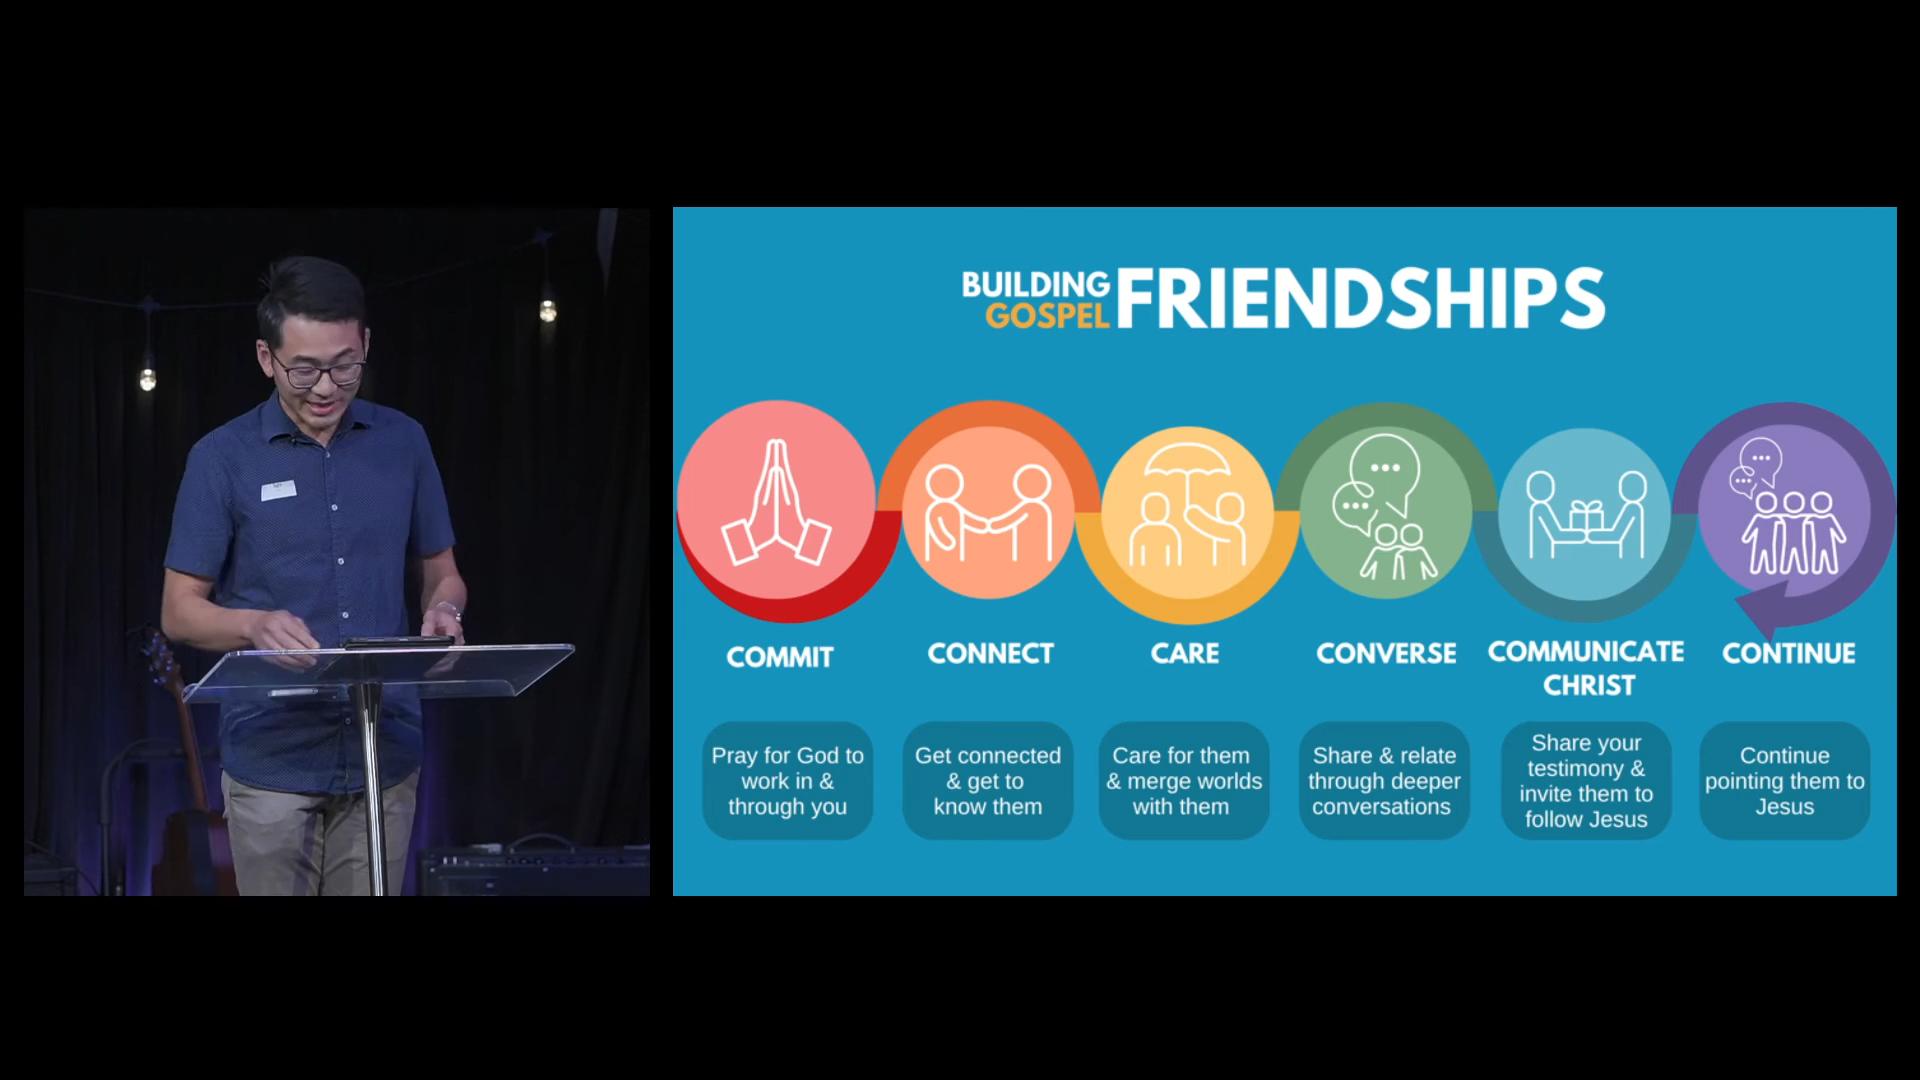 BUILDING
GOSPEL
FRIENDSHIPS
COMMIT
Pray for God to
work in &
through you
CONNECT
Get connected
& get to
know them
CARE
Care for them
& merge worlds
with them
CONVERSE
Share & relate
through deeper
conversations
COMMUNICATE
CHRIST
Share your
testimony &
invite them to
follow Jesus
CONTINUE
Continue
pointing them to
Jesus